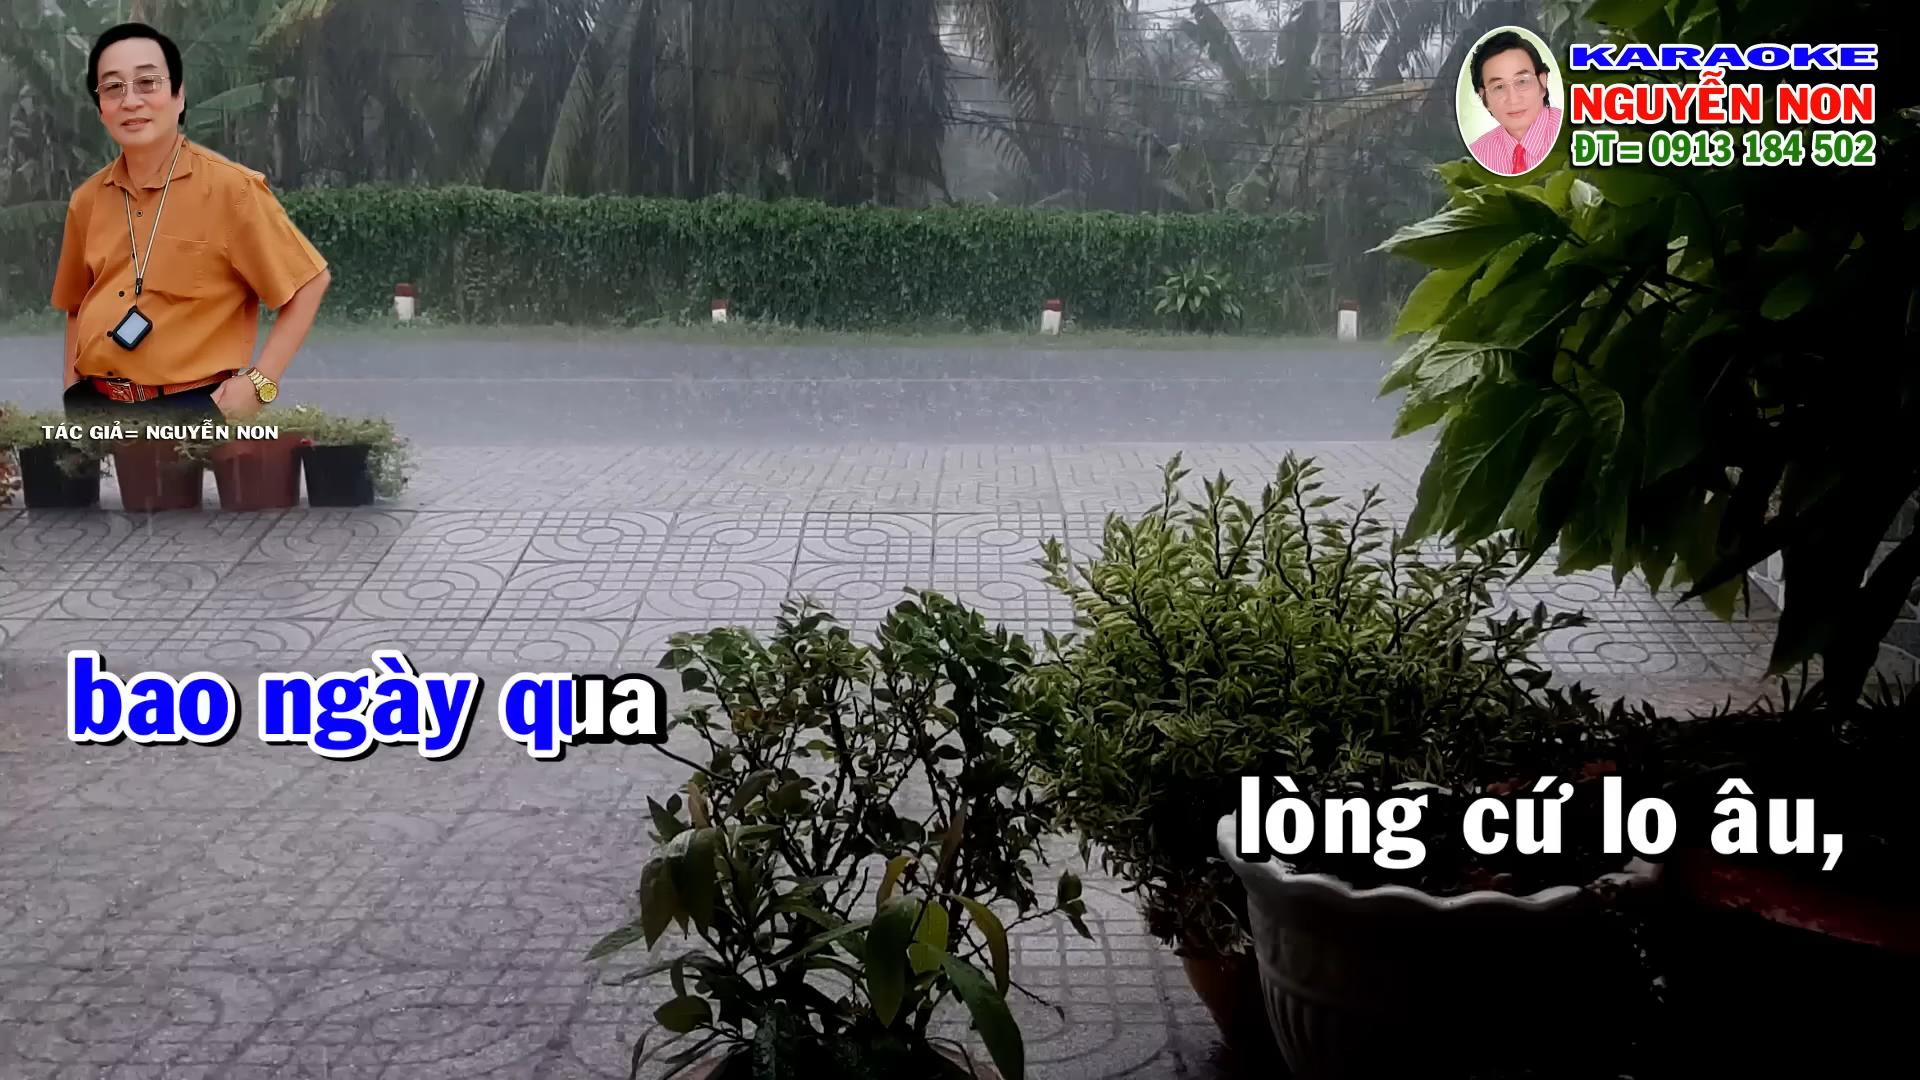 KARAOKE
NGUYỄN NON
ĐT= 0913 184 502
TÁC GIẢ= NGUYỄN NON
bao ngày qua
lòng cứ lo âu,